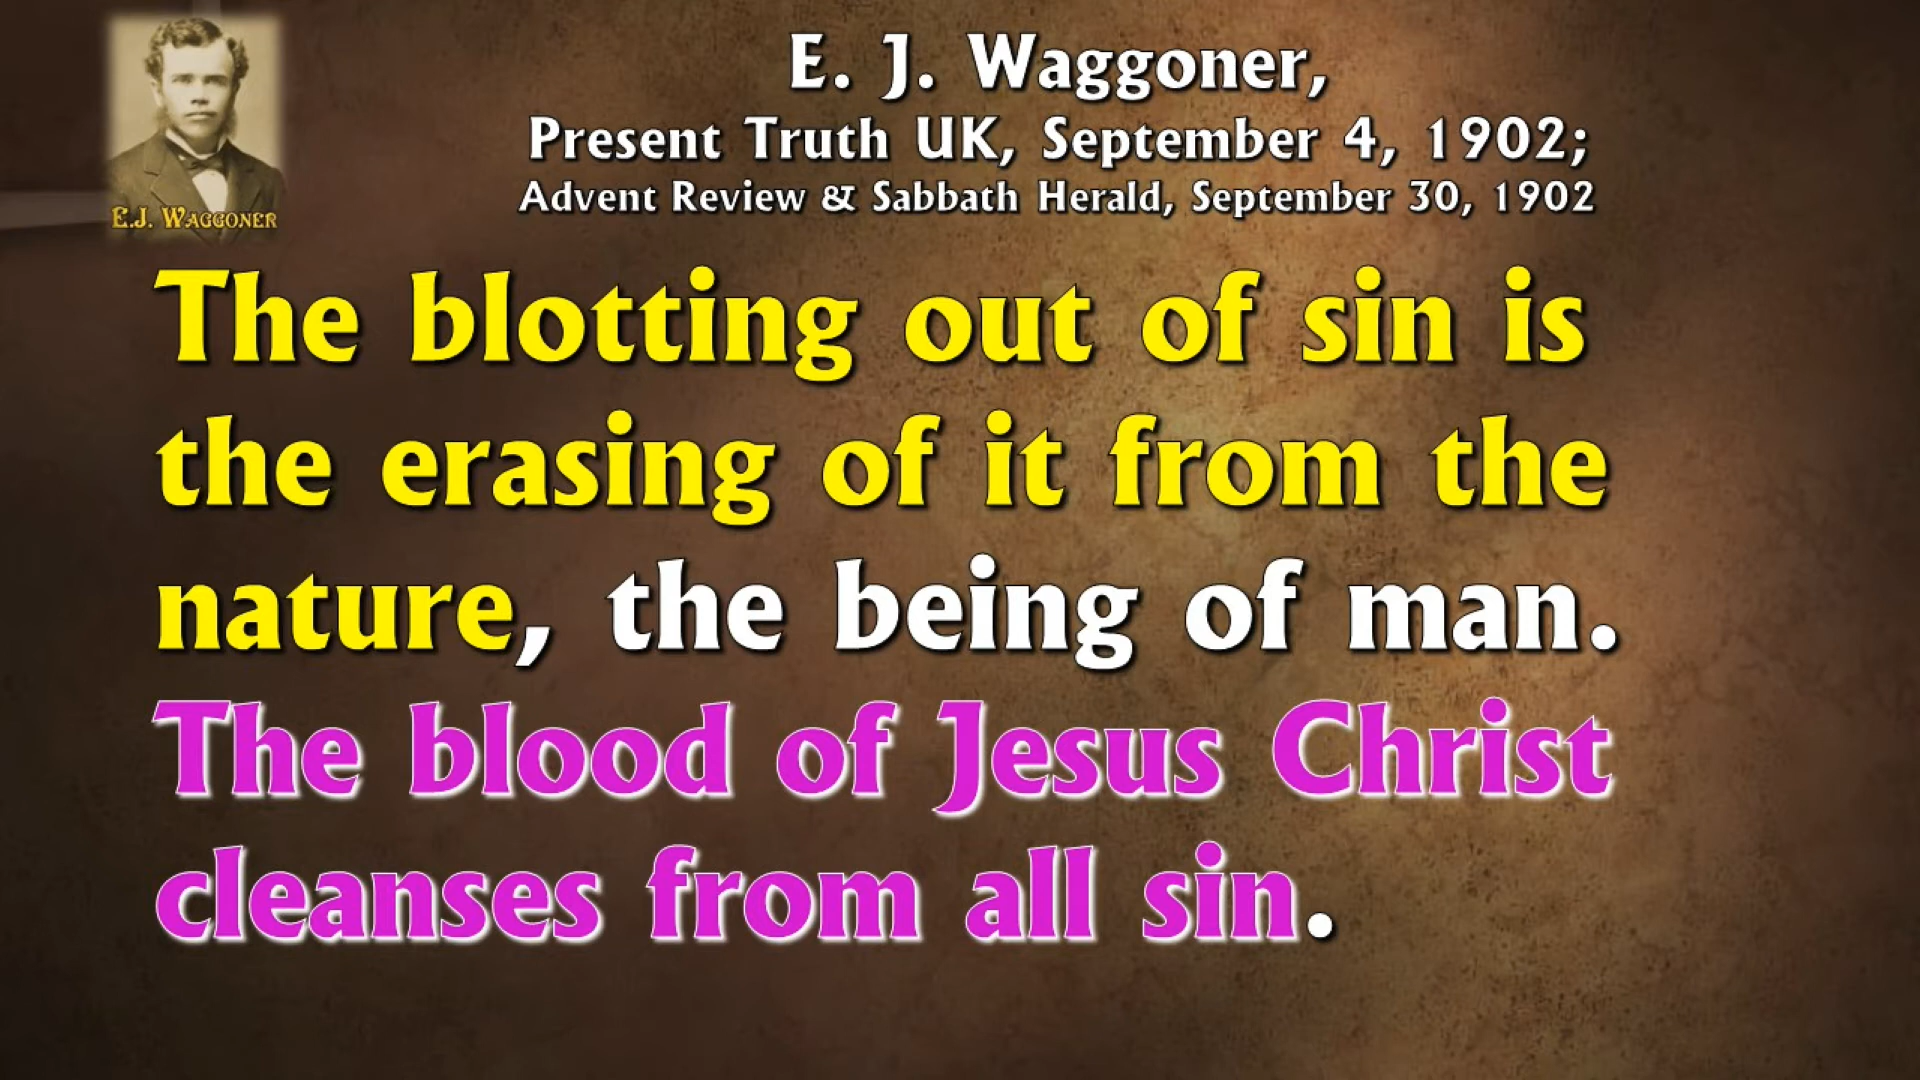 E. J. Waggoner,
Present Truth UK, September 4, 1902;
Advent Review & Sabbath Herald, September 30, 1902
E.J. WAGGONER
The blotting out of sin is
the erasing of it from the
nature, the being of man.
The blood of Jesus Christ
cleanses from all sin.